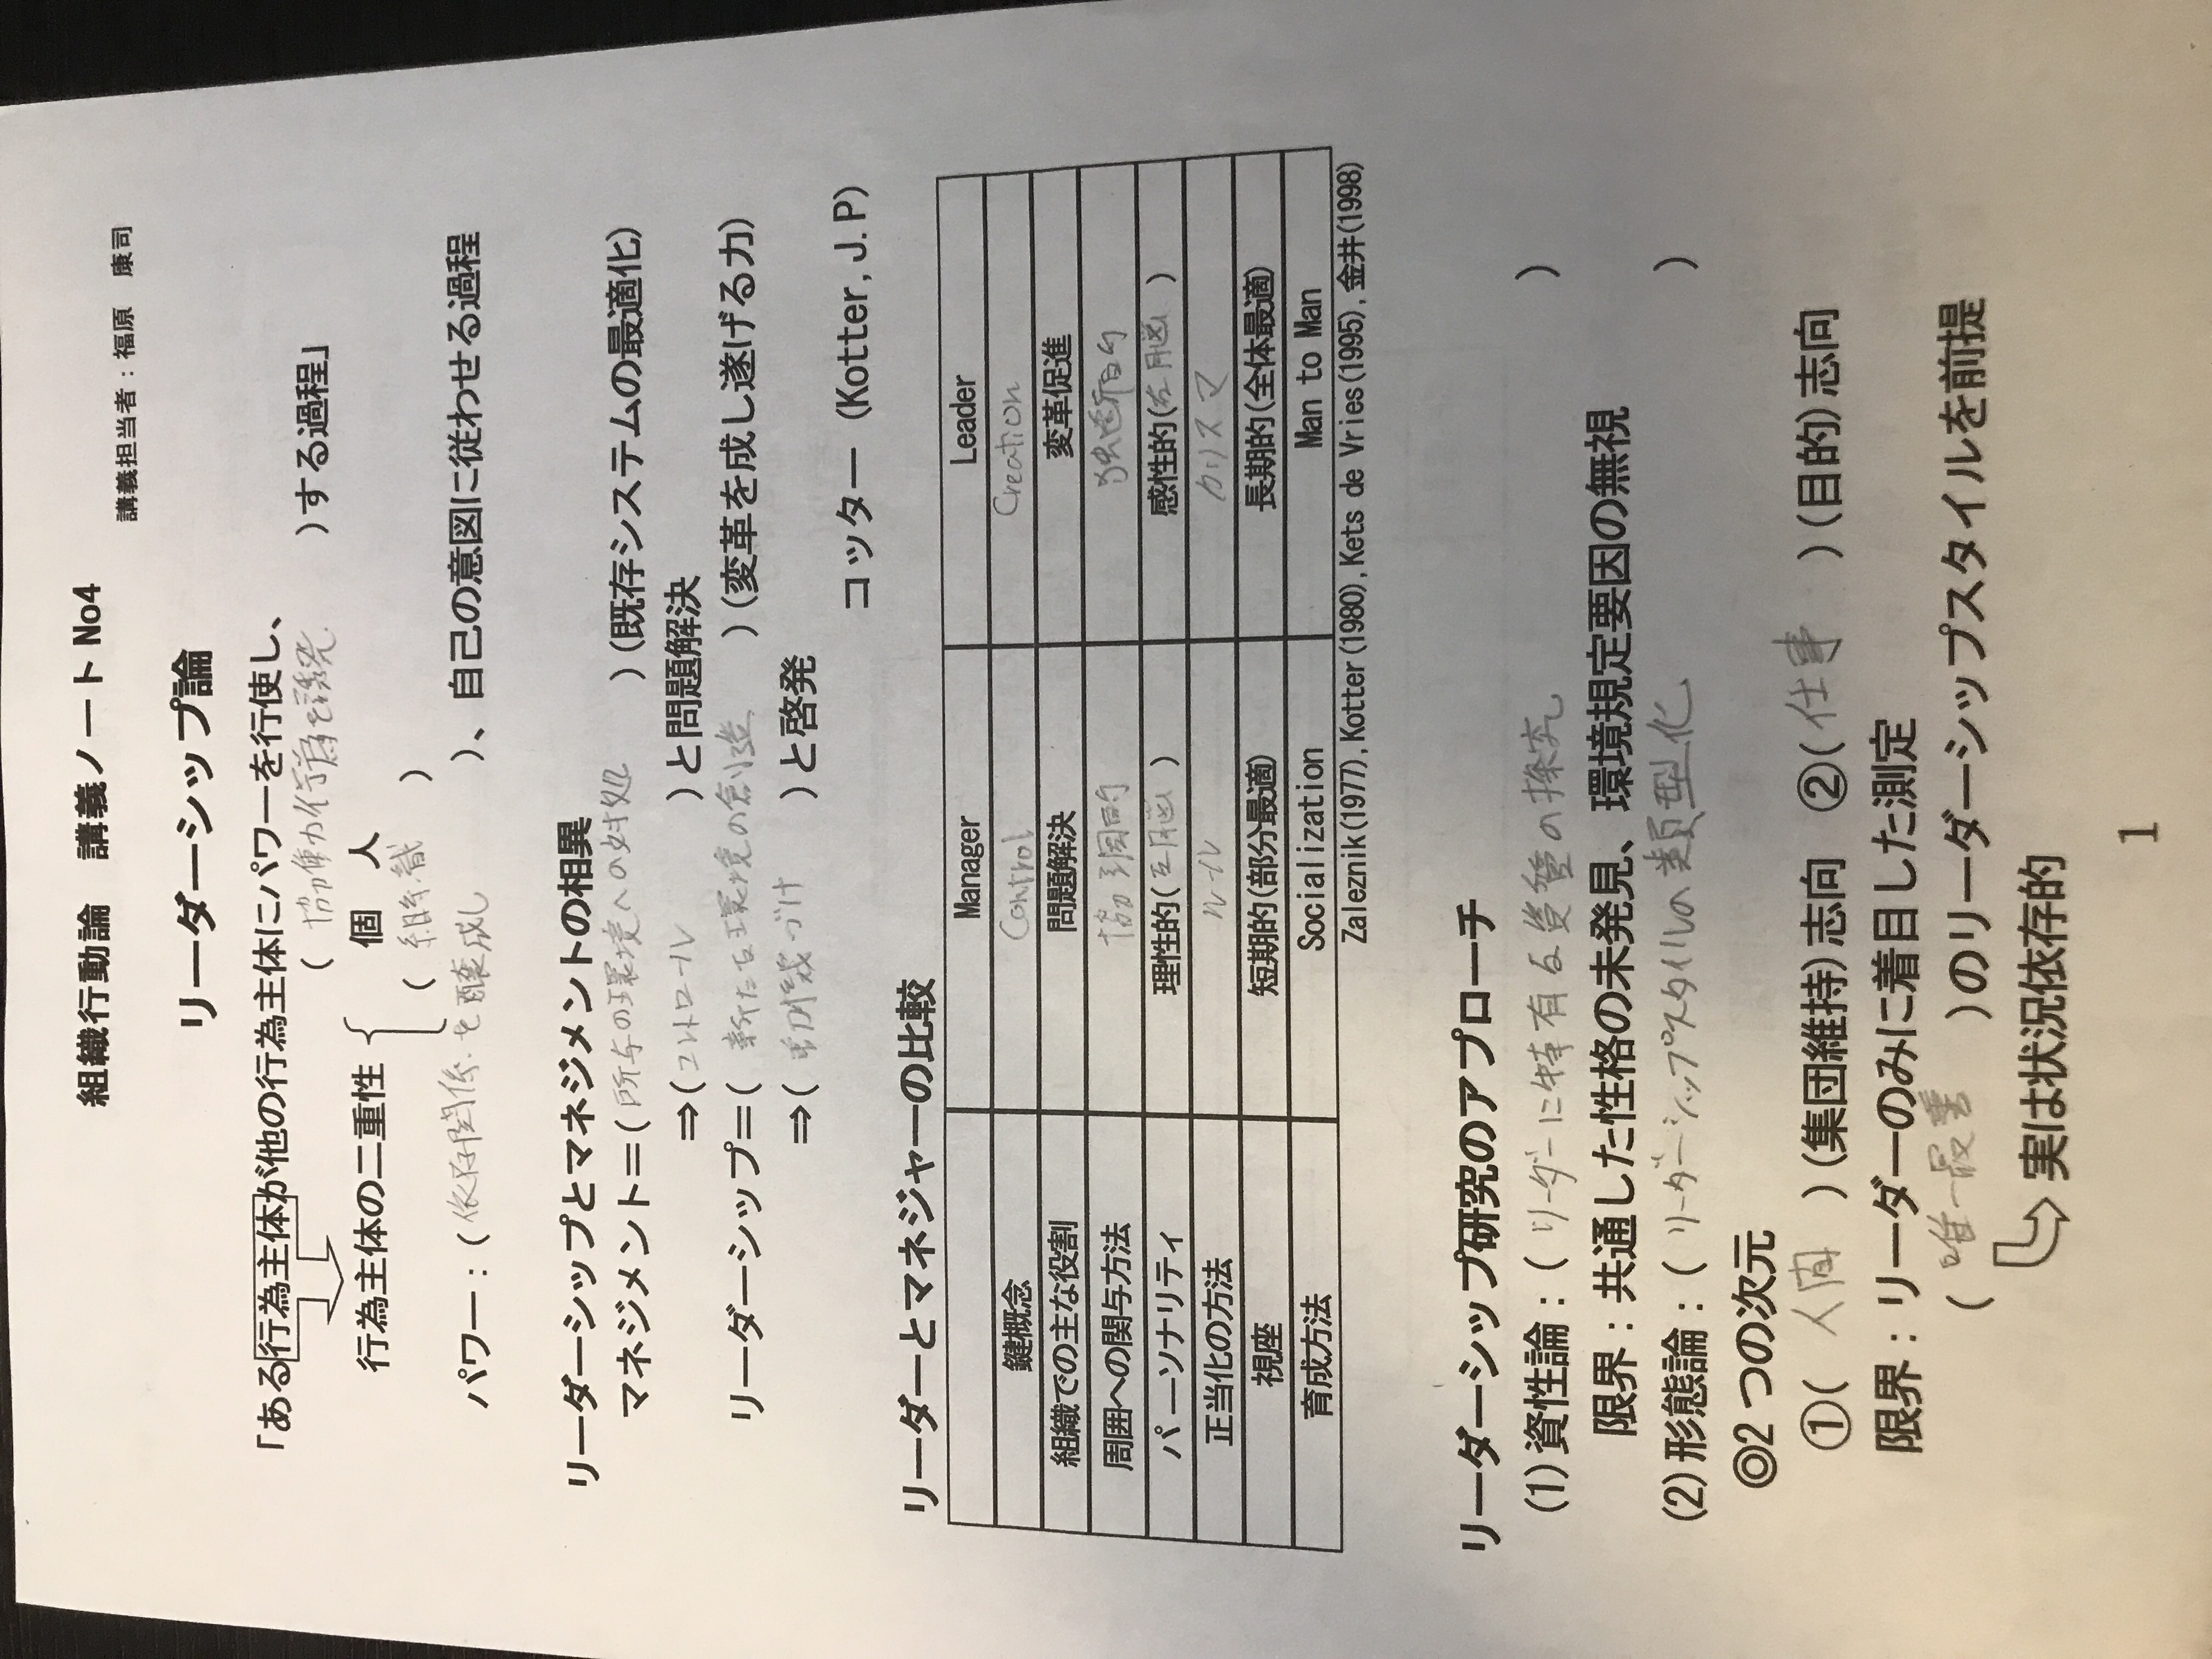 組織行動論　講義ノート No4
講義担当者：福原　康司
リーダーシップ論
「ある行為主体が他の行為主体にパワーを行使し、
( 協働行為を誘発 )する過程」
行為主体の二重性　個　人
( 組織 )
パワー：(依存関係を醸成し )、自己の意図に従わせる過程
リーダーシップとマネジメントの相異
マネジメント＝(所与の環境への対処 )(既存システムの最適化)
⇒(コントロール )と問題解決
リーダーシップ＝( 新たな環境の創造 )(変革を成し遂げる力)
⇒( 動機づけ )と啓発
コッター (Kotter, J.P)
リーダーとマネジャーの比較
Manager Leader
鍵概念 Control Creation
組織での主な役割 問題解決 変革促進
周囲への関与方法 協調的 独断的
パーソナリティ 理性的(左脳 ) 感性的(右脳 )
正当化の方法 ルール カリスマ
視座 短期的(部分最適) 長期的(全体最適)
育成方法 Socialization Man to Man
Zaleznik(1977), Kotter(1980), Kets de Vries(1995), 金井(1998)
リーダーシップ研究のアプローチ
(1)資性論：( リーダーに特有な資質の探究 )
限界：共通した性格の未発見、環境規定要因の無視
(2)形態論：( リーダーシップスタイルの類型化 )
◎2 つの次元
①( 人間 )(集団維持)志向　②( 仕事 )(目的)志向
限界：リーダーのみに着目した測定
( 唯一最善 )のリーダーシップスタイルを前提
実は状況依存的
1